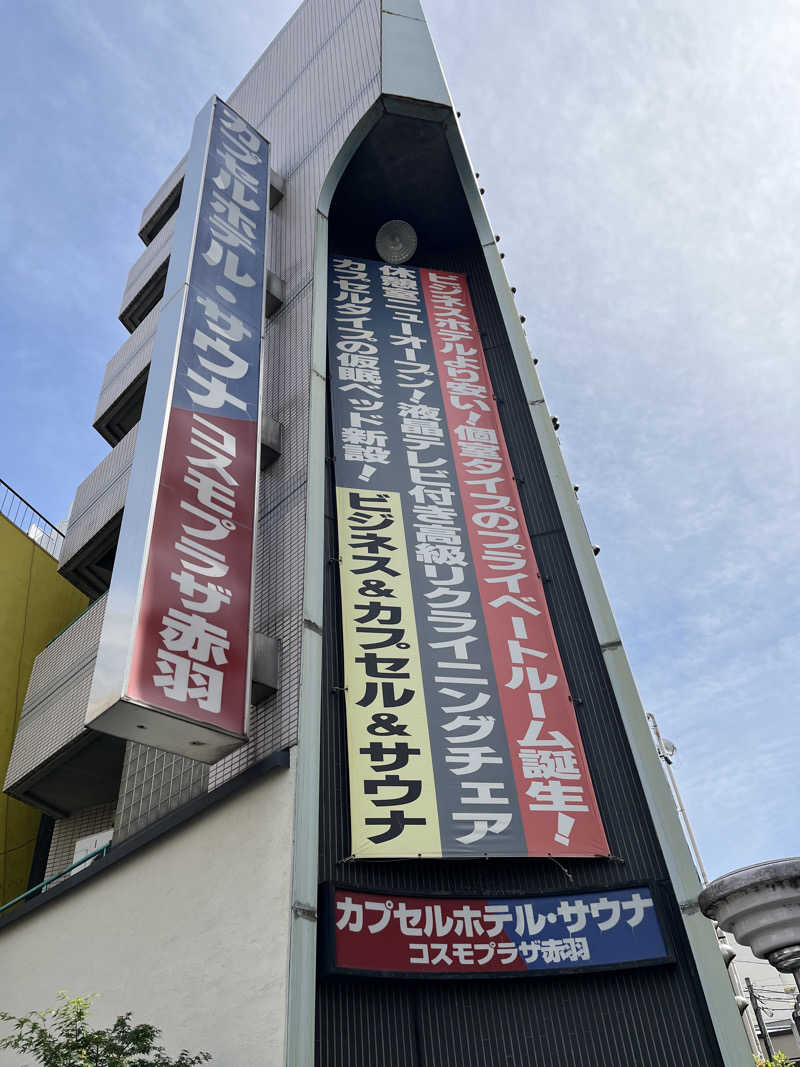 カプセルホテル・サウナ
コスモプラザ赤羽
ビジネスホテルより安い!個室タイプのプライベートルーム誕生!
休憩室ニューオープン!液晶テレビ付き高級リクライニングチェア
カプセルタイプの仮眠ベッド新設!
ビジネス&カプセル&サウナ
カプセルホテル・サウナ
コスモプラザ赤羽